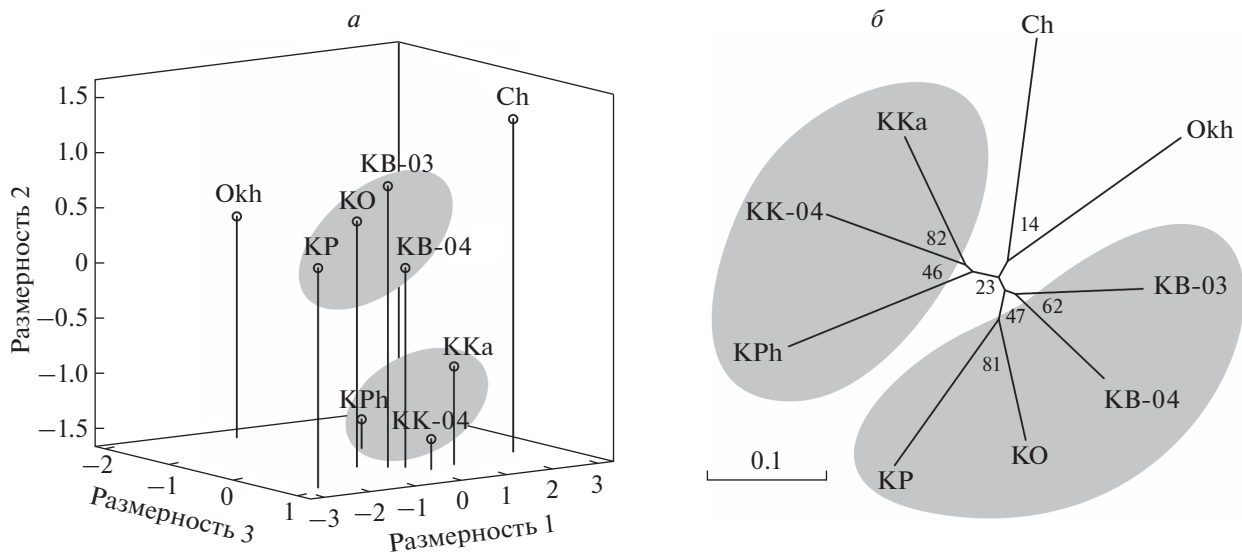 а
1.5
1.0
0.5
0
−0.5
−1.0
−1.5
Размерность 2
Ch
KB-03
Okh
KO
KP
KB-04
KKa
KPh
KK-04
−2
−1
0
1
Размерность 3
−3
−2
−1
0
1
2
3
Размерность 1
б
Ch
KKa
Okh
KK-04
14
82
46
23
KB-03
62
47
KPh
81
KB-04
KO
KP
0.1